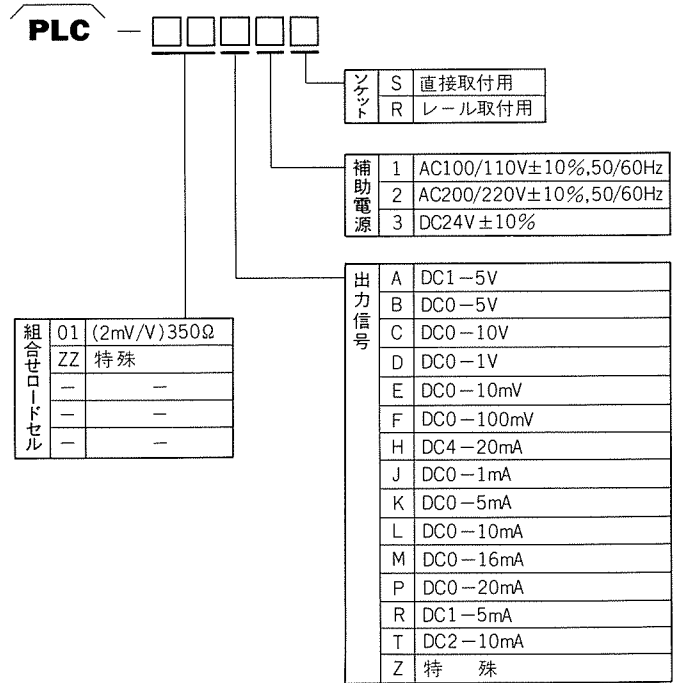 PLC － □□□□□
ソケット
S 直接取付用
R レール取付用
補助電源
1 AC100/110V±10%,50/60Hz
2 AC200/220V±10%,50/60Hz
3 DC24V±10%
出力信号
A DC1－5V
B DC0－5V
C DC0－10V
D DC0－1V
E DC0－10mV
F DC0－100mV
H DC4－20mA
J DC0－1mA
K DC0－5mA
L DC0－10mA
M DC0－16mA
P DC0－20mA
R DC1－5mA
T DC2－10mA
Z 特　殊
組合せロードセル
01 (2mV/V)350Ω
ZZ 特殊
－ －
－ －
－ －